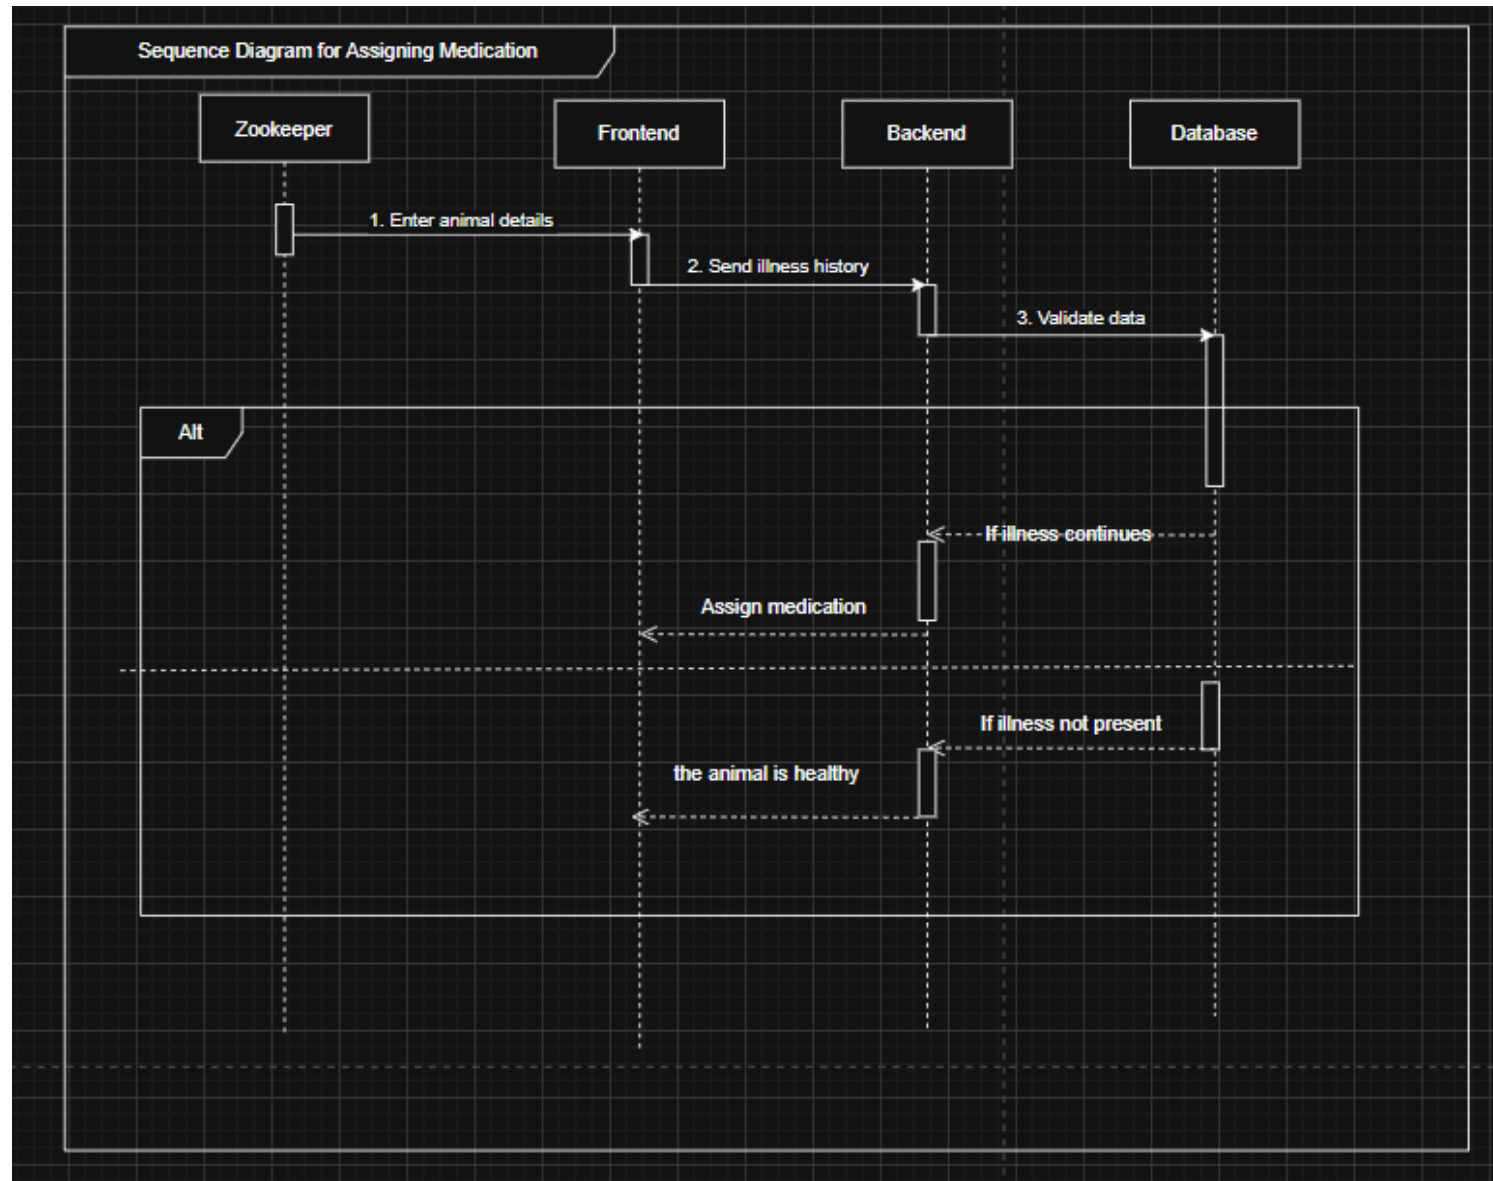 Sequence Diagram for Assigning Medication
Zookeeper
Frontend
Backend
Database
1. Enter animal details
2. Send illness history
3. Validate data
Alt
If illness continues
Assign medication
If illness not present
the animal is healthy